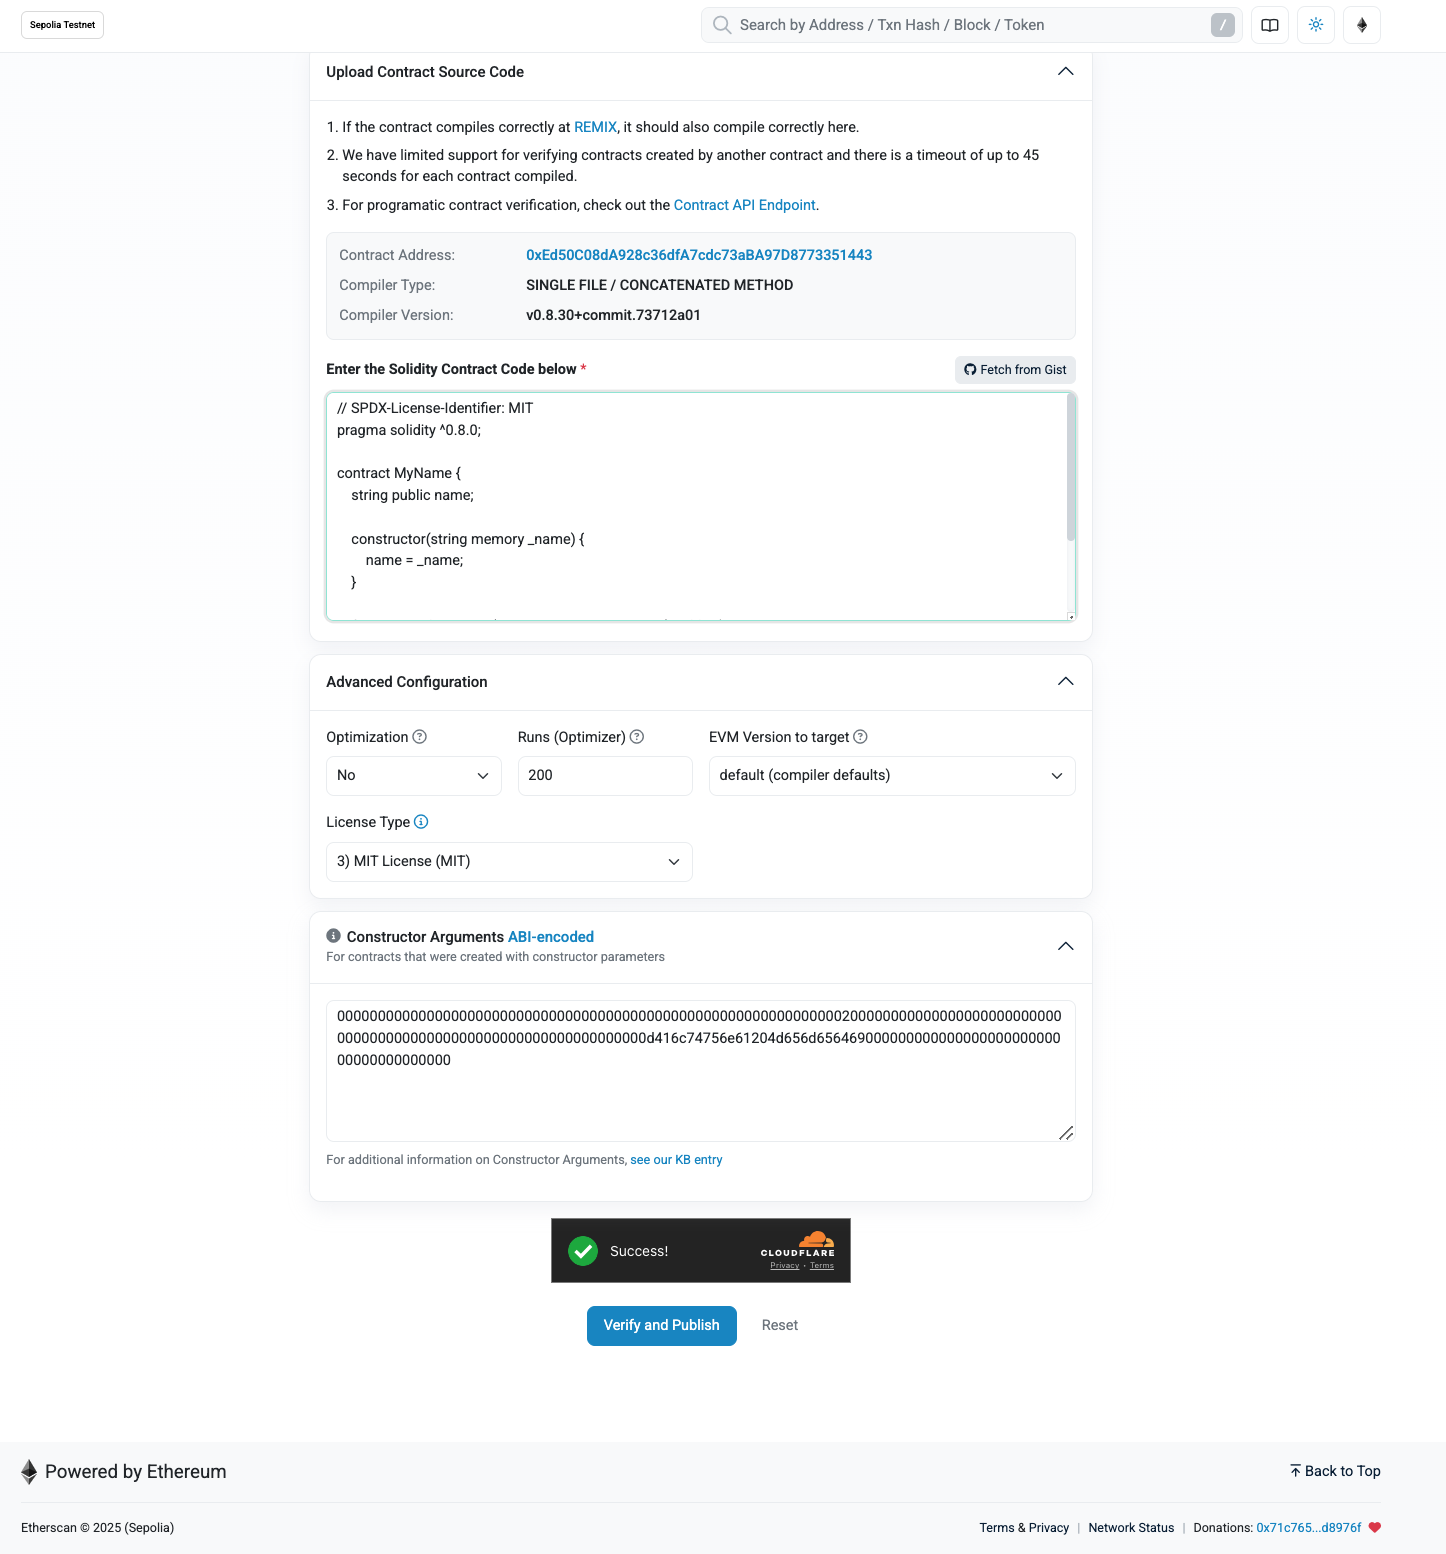 Sepolia Testnet
Search by Address / Txn Hash / Block / Token
/
Upload Contract Source Code
1. If the contract compiles correctly at REMIX, it should also compile correctly here.
2. We have limited support for verifying contracts created by another contract and there is a timeout of up to 45
seconds for each contract compiled.
3. For programatic contract verification, check out the Contract API Endpoint.
Contract Address: 0xEd50C08dA928c36dfA7cdc73aBA97D8773351443
Compiler Type: SINGLE FILE / CONCATENATED METHOD
Compiler Version: v0.8.30+commit.73712a01
Enter the Solidity Contract Code below *
Fetch from Gist
// SPDX-License-Identifier: MIT
pragma solidity ^0.8.0;
contract MyName {
string public name;
constructor(string memory _name) {
name = _name;
}
Advanced Configuration
Optimization
Runs (Optimizer)
EVM Version to target
No
200
default (compiler defaults)
License Type
3) MIT License (MIT)
Constructor Arguments ABI-encoded
For contracts that were created with constructor parameters
00000000000000000000000000000000000000000000000000000000000000200000000000000000000000000
00000000000000000000000000000000000000d416c74756e61204d656d656469000000000000000000000000
00000000000000
For additional information on Constructor Arguments, see our KB entry
Success!
CLOUDFLARE
Privacy • Terms
Verify and Publish
Reset
Powered by Ethereum
Back to Top
Etherscan © 2025 (Sepolia)
Terms & Privacy | Network Status | Donations: 0x71c765...d8976f